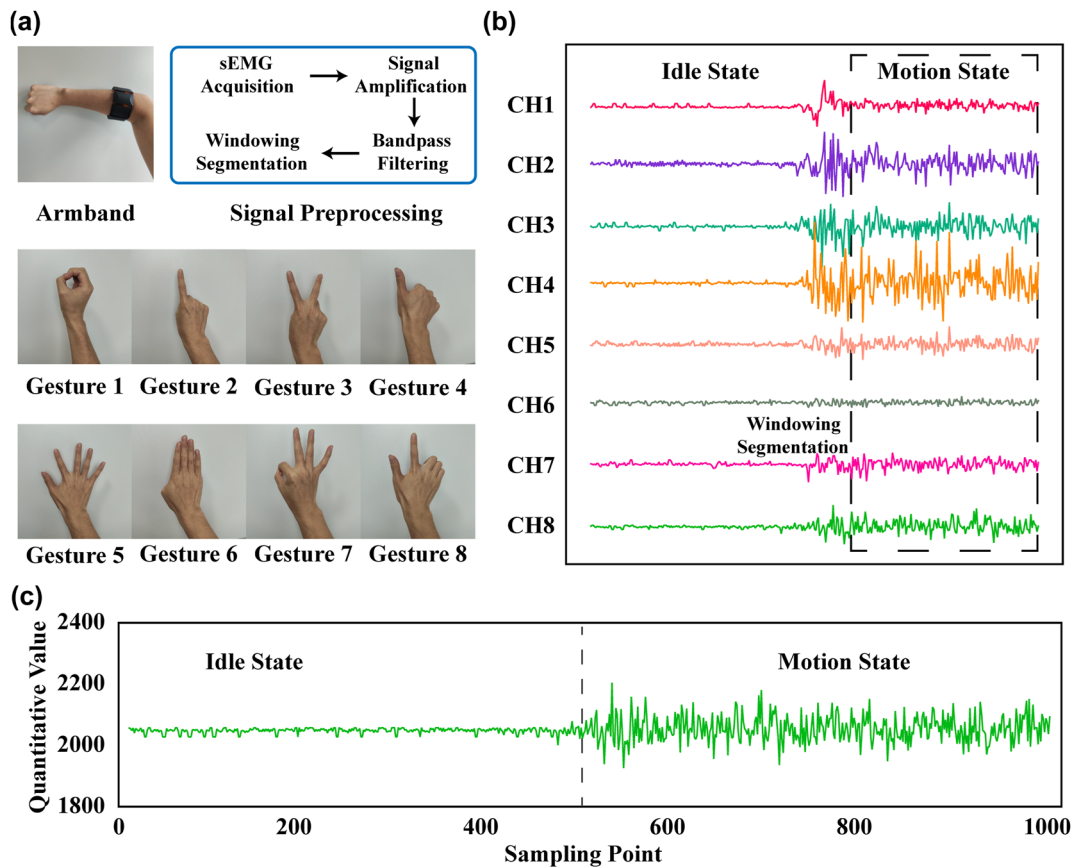 (a)
sEMG
Acquisition
Signal
Amplification
Windowing
Segmentation
Bandpass
Filtering
Armband
Signal Preprocessing
Gesture 1
Gesture 2
Gesture 3
Gesture 4
Gesture 5
Gesture 6
Gesture 7
Gesture 8
(b)
Idle State
Motion State
CH1
CH2
CH3
CH4
CH5
CH6
Windowing
Segmentation
CH7
CH8
(c)
Quantitative Value
2400
2200
2000
1800
Idle State
Motion State
0
200
400
600
800
1000
Sampling Point